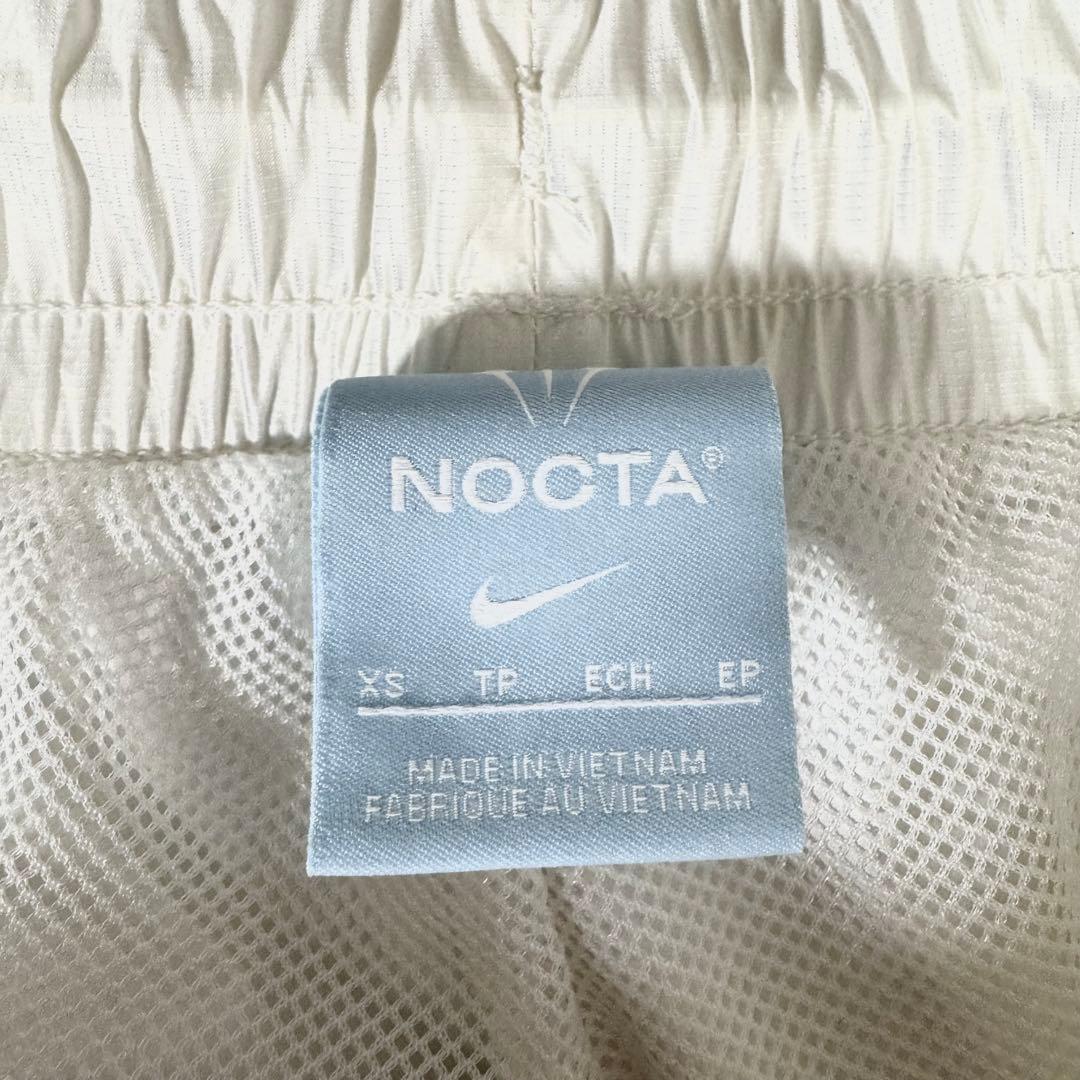 NOCTA®
XS TP ECH EP
MADE IN VIETNAM
FABRIQUE AU VIETNAM